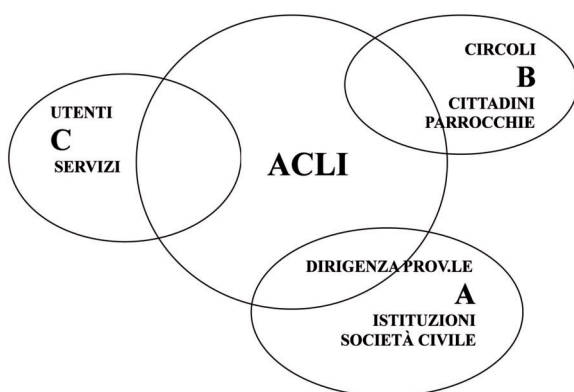 CIRCOLI
B
CITTADINI
PARROCCHIE
UTENTI
C
SERVIZI
ACLI
DIRIGENZA PROV.LE
A
ISTITUZIONI
SOCIETÀ CIVILE